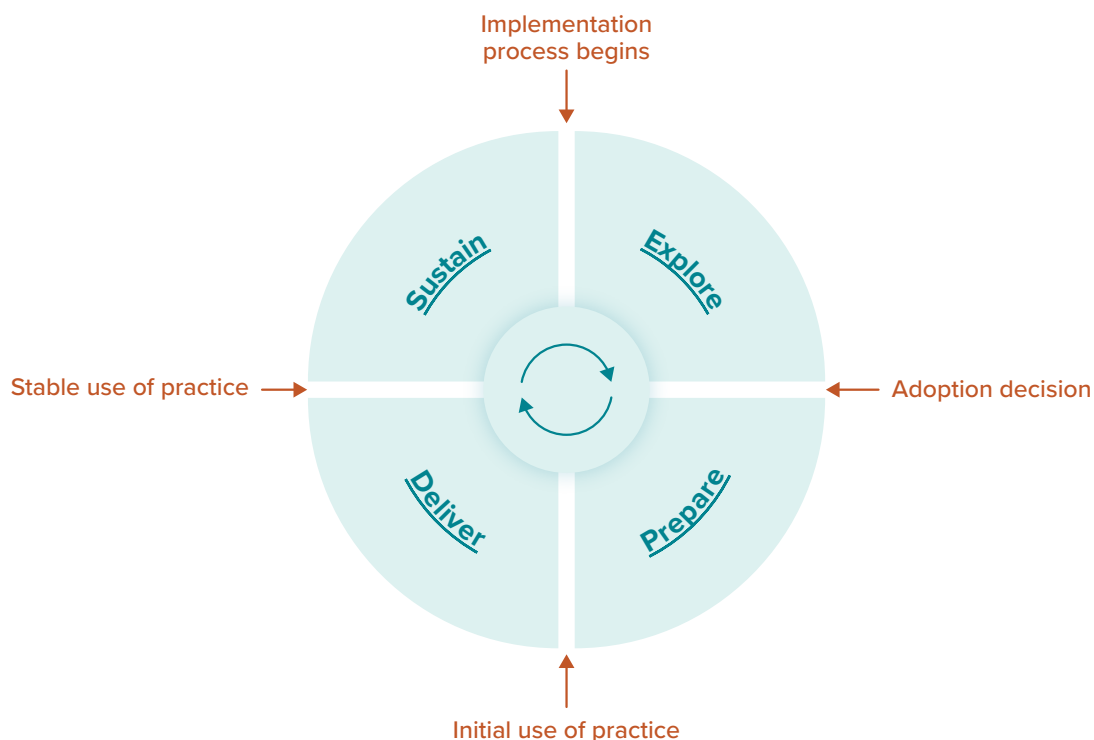 Implementation
process begins
Sustain
Explore
Stable use of practice
Adoption decision
Deliver
Prepare
Initial use of practice